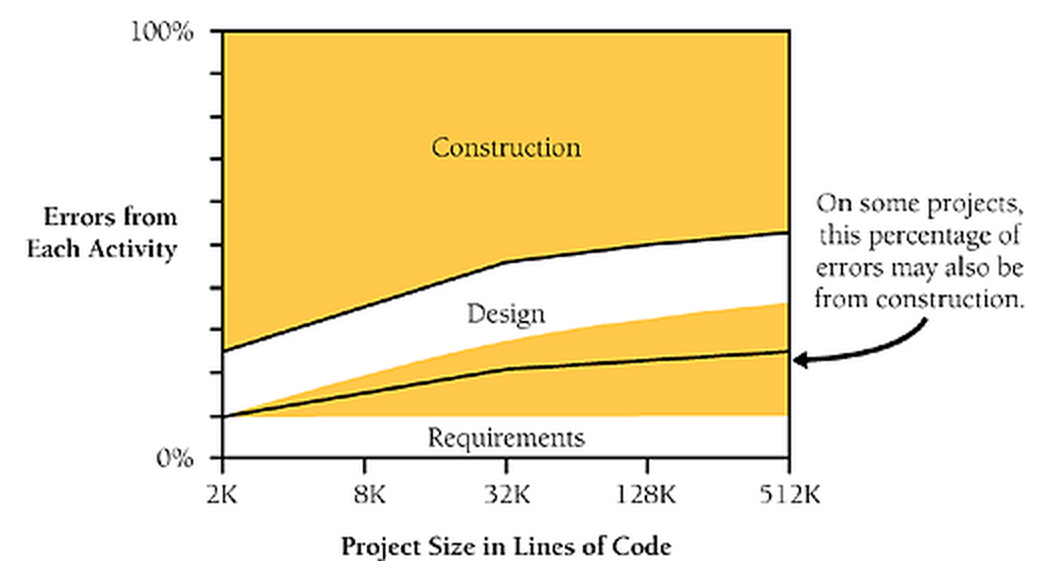 100%
Construction
Errors from
Each Activity
On some projects,
this percentage of
errors may also be
from construction.
Design
Requirements
0%
2K 8K 32K 128K 512K
Project Size in Lines of Code